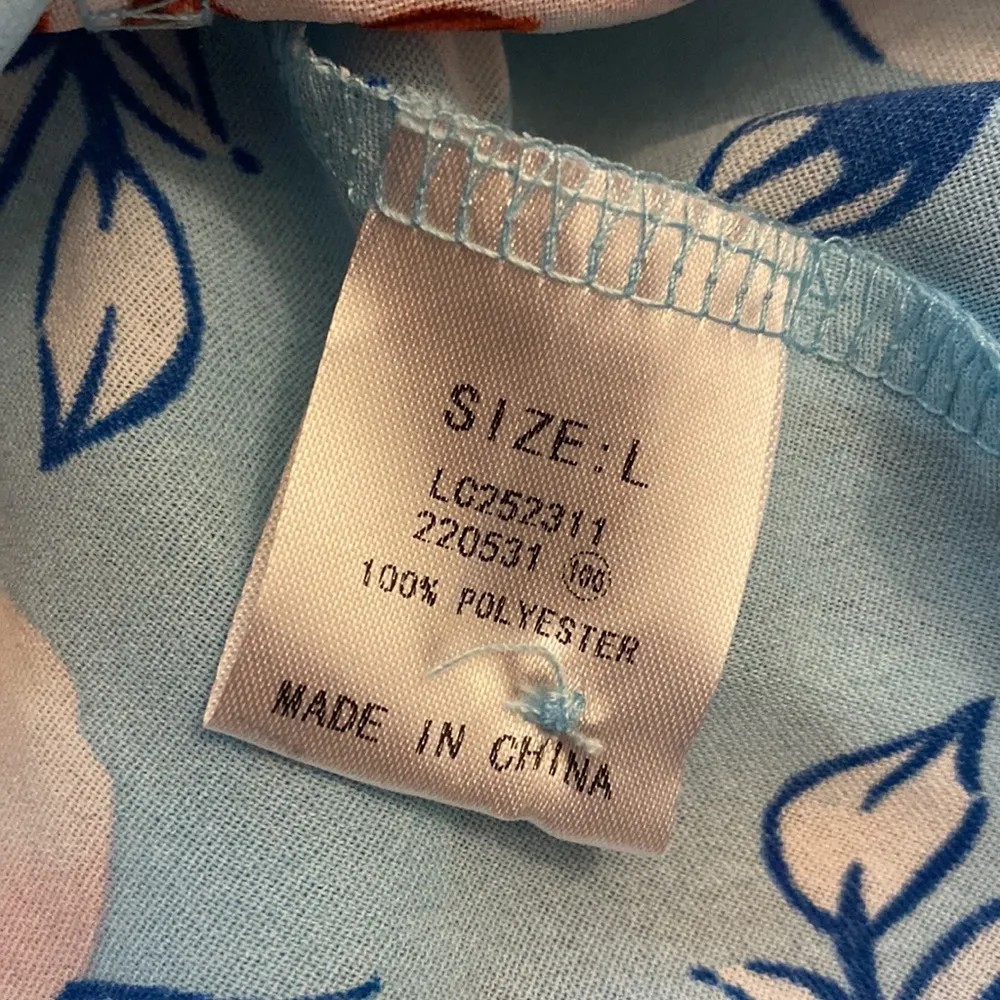 SIZE:L
LC252311
220531 100
100% POLYESTER
MADE IN CHINA